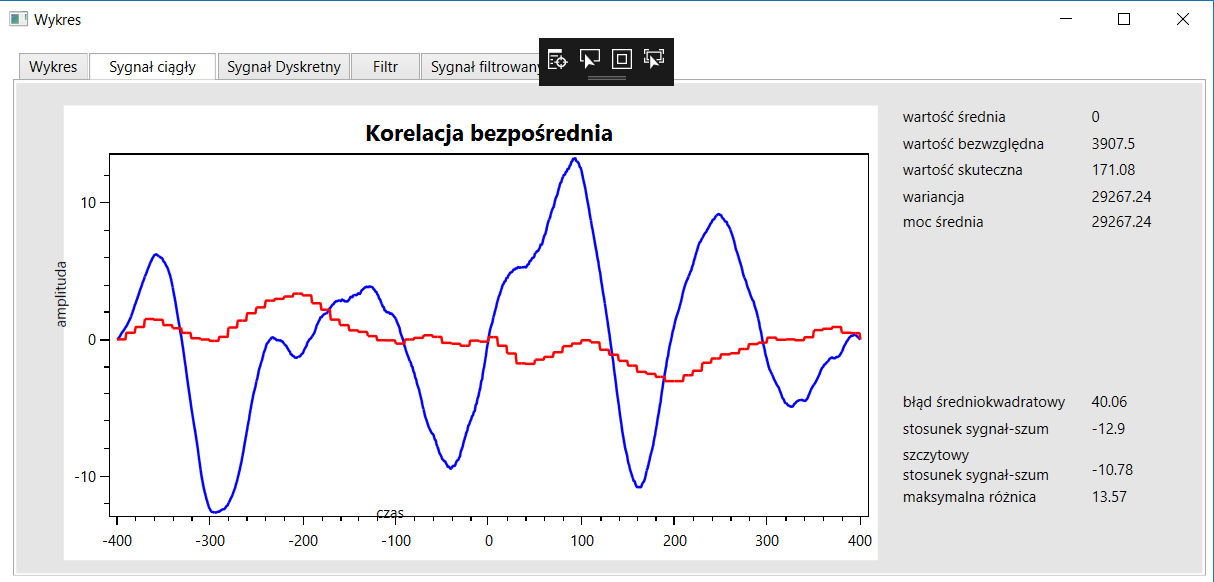 Wykres
Wykres Sygnał ciągły Sygnał Dyskretny Filtr Sygnał filtrowany
Korelacja bezpośrednia
amplituda
10
0
-10
czas
-400 -300 -200 -100 0 100 200 300 400
wartość średnia 0
wartość bezwzględna 3907.5
wartość skuteczna 171.08
wariancja 29267.24
moc średnia 29267.24
błąd średniokwadratowy 40.06
stosunek sygnał-szum -12.9
szczytowy
stosunek sygnał-szum -10.78
maksymalna różnica 13.57